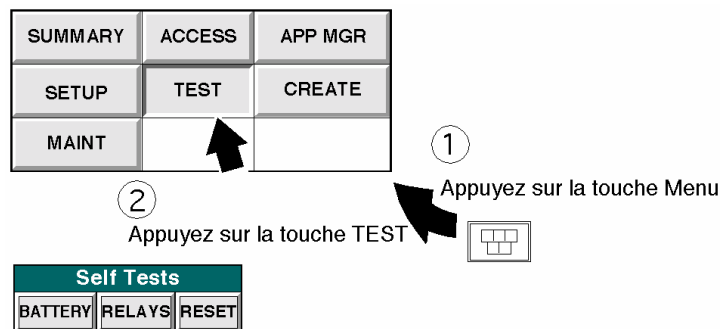 SUMMARY ACCESS APP MGR
SETUP TEST CREATE
MAINT
1
Appuyez sur la touche Menu
2
Appuyez sur la touche TEST
Self Tests
BATTERY RELAYS RESET